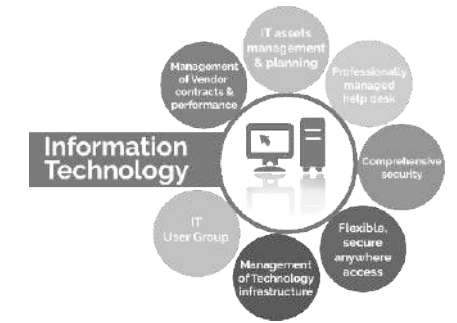 IT assets
management
& planning
Management
of Vendor
contracts &
performance
Professionally
managed
help desk
Information
Technology
Comprehensive
security
IT
User Group
Flexible,
secure
anywhere
access
Management
of Technology
infrastructure